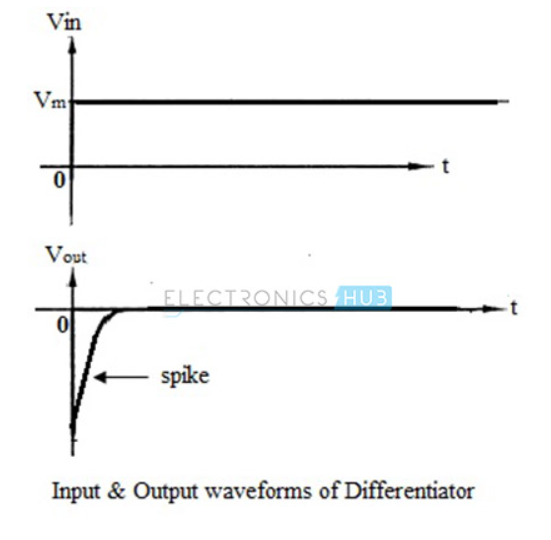 Vin
Vm
t
0
Vout
ELECTRONICS HUB
t
0
spike
Input & Output waveforms of Differentiator